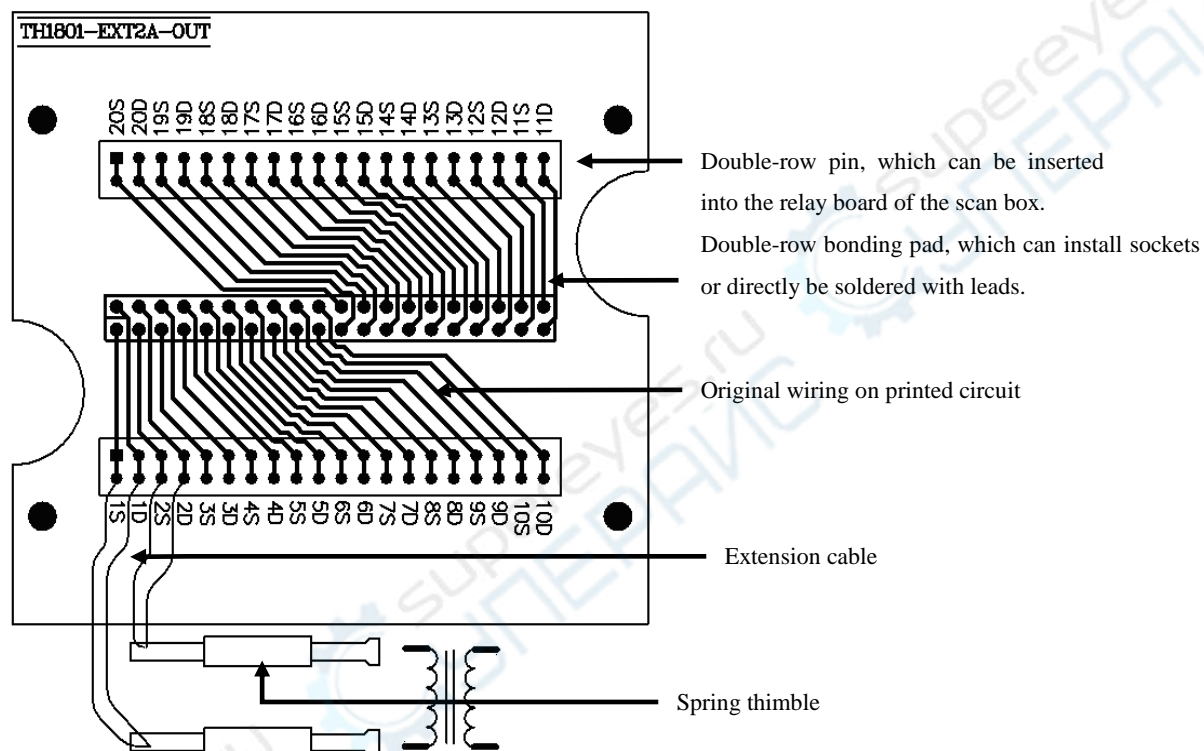 TH1801-EXT2A-OUT
20S 20D 19S 19D 18S 18D 17S 17D 16S 16D 15S 15D 14S 14D 13S 13D 12S 12D 11S 11D
Double-row pin, which can be inserted
into the relay board of the scan box.
Double-row bonding pad, which can install sockets
or directly be soldered with leads.
Original wiring on printed circuit
1S 1D 2S 2D 3S 3D 4S 4D 5S 5D 6S 6D 7S 7D 8S 8D 9S 9D 10S 10D
Extension cable
Spring thimble
supereyes.ru
СУПЕРАЙС